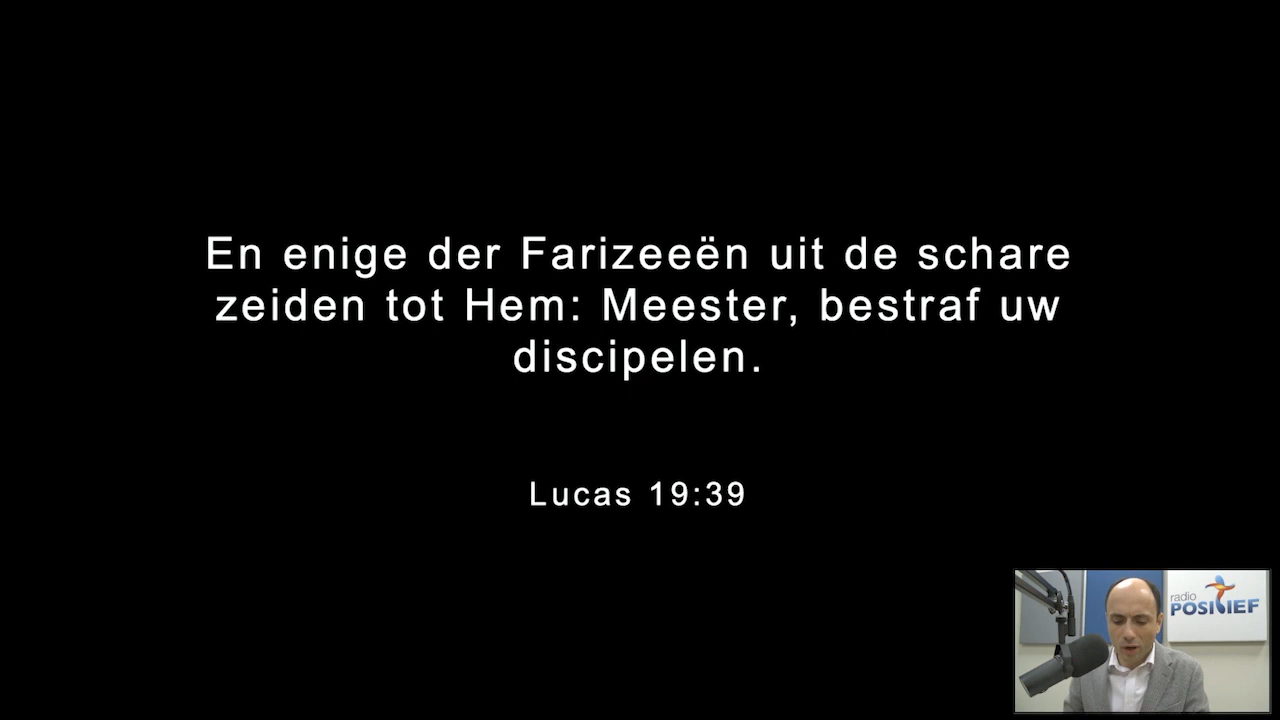 En enige der Farizeeën uit de schare
zeiden tot Hem: Meester, bestraf uw
discipelen.
Lucas 19:39
radio
POSITIEF